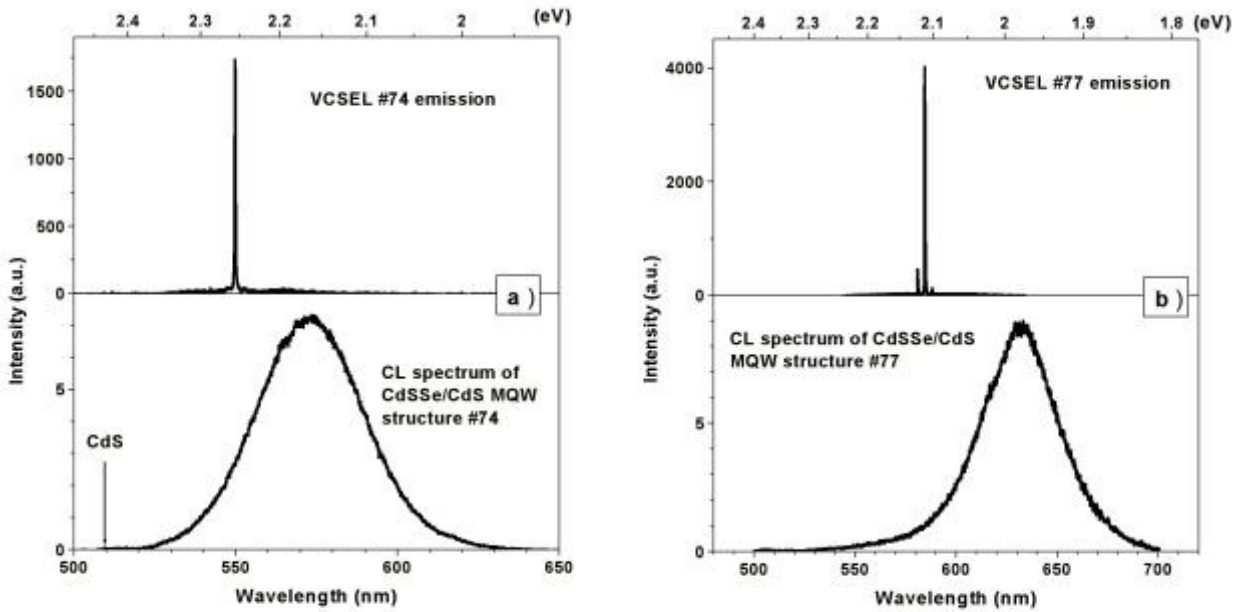 2.4 2.3 2.2 2.1 2 (eV)
1500
1000
500
0
VCSEL #74 emission
a )
Intensity (a.u.)
5
0
CL spectrum of
CdSSe/CdS MQW
structure #74
CdS
500 550 600 650
Wavelength (nm)
2.4 2.3 2.2 2.1 2 1.9 1.8 (eV)
4000
2000
0
VCSEL #77 emission
b )
Intensity (a.u.)
CL spectrum of CdSSe/CdS
MQW structure #77
5
0
500 550 600 650 700
Wavelength (nm)